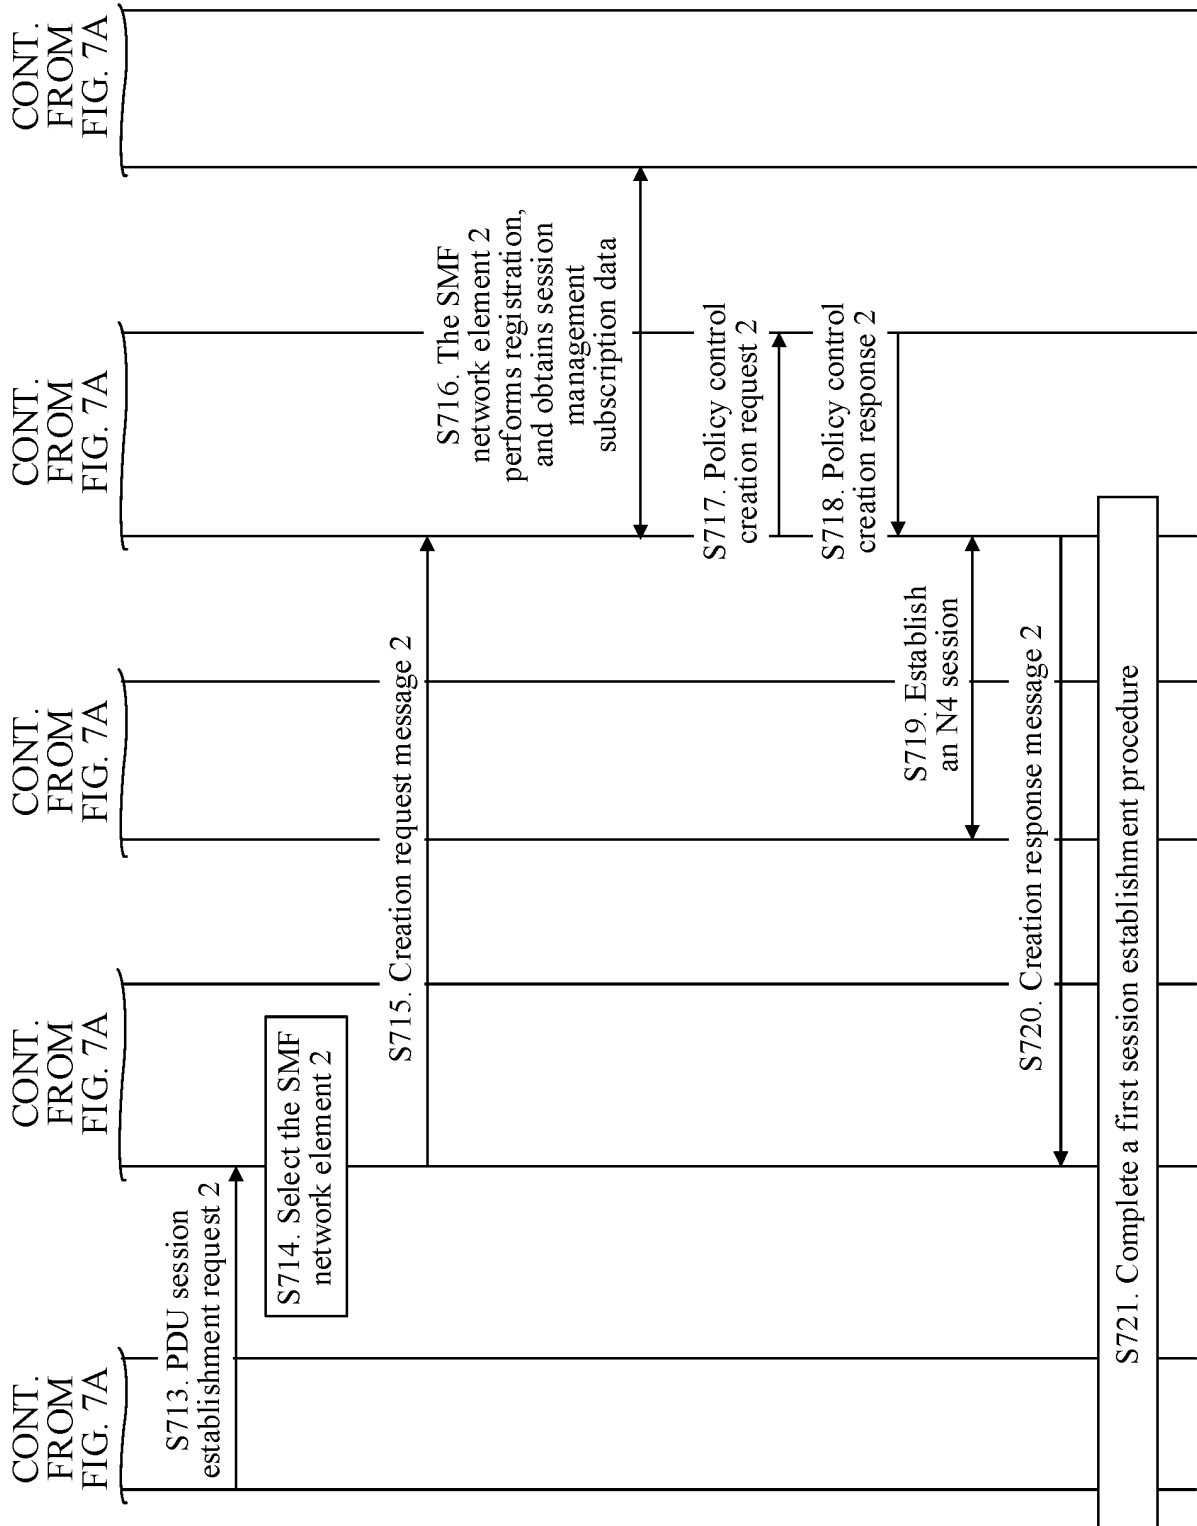 CONT.
FROM
FIG. 7A
CONT.
FROM
FIG. 7A
CONT.
FROM
FIG. 7A
CONT.
FROM
FIG. 7A
CONT.
FROM
FIG. 7A
S713. PDU session
establishment request 2
S714. Select the SMF
network element 2
S715. Creation request message 2
S716. The SMF
network element 2
performs registration,
and obtains session
management
subscription data
S717. Policy control
creation request 2
S718. Policy control
creation response 2
S719. Establish
an N4 session
S720. Creation response message 2
S721. Complete a first session establishment procedure